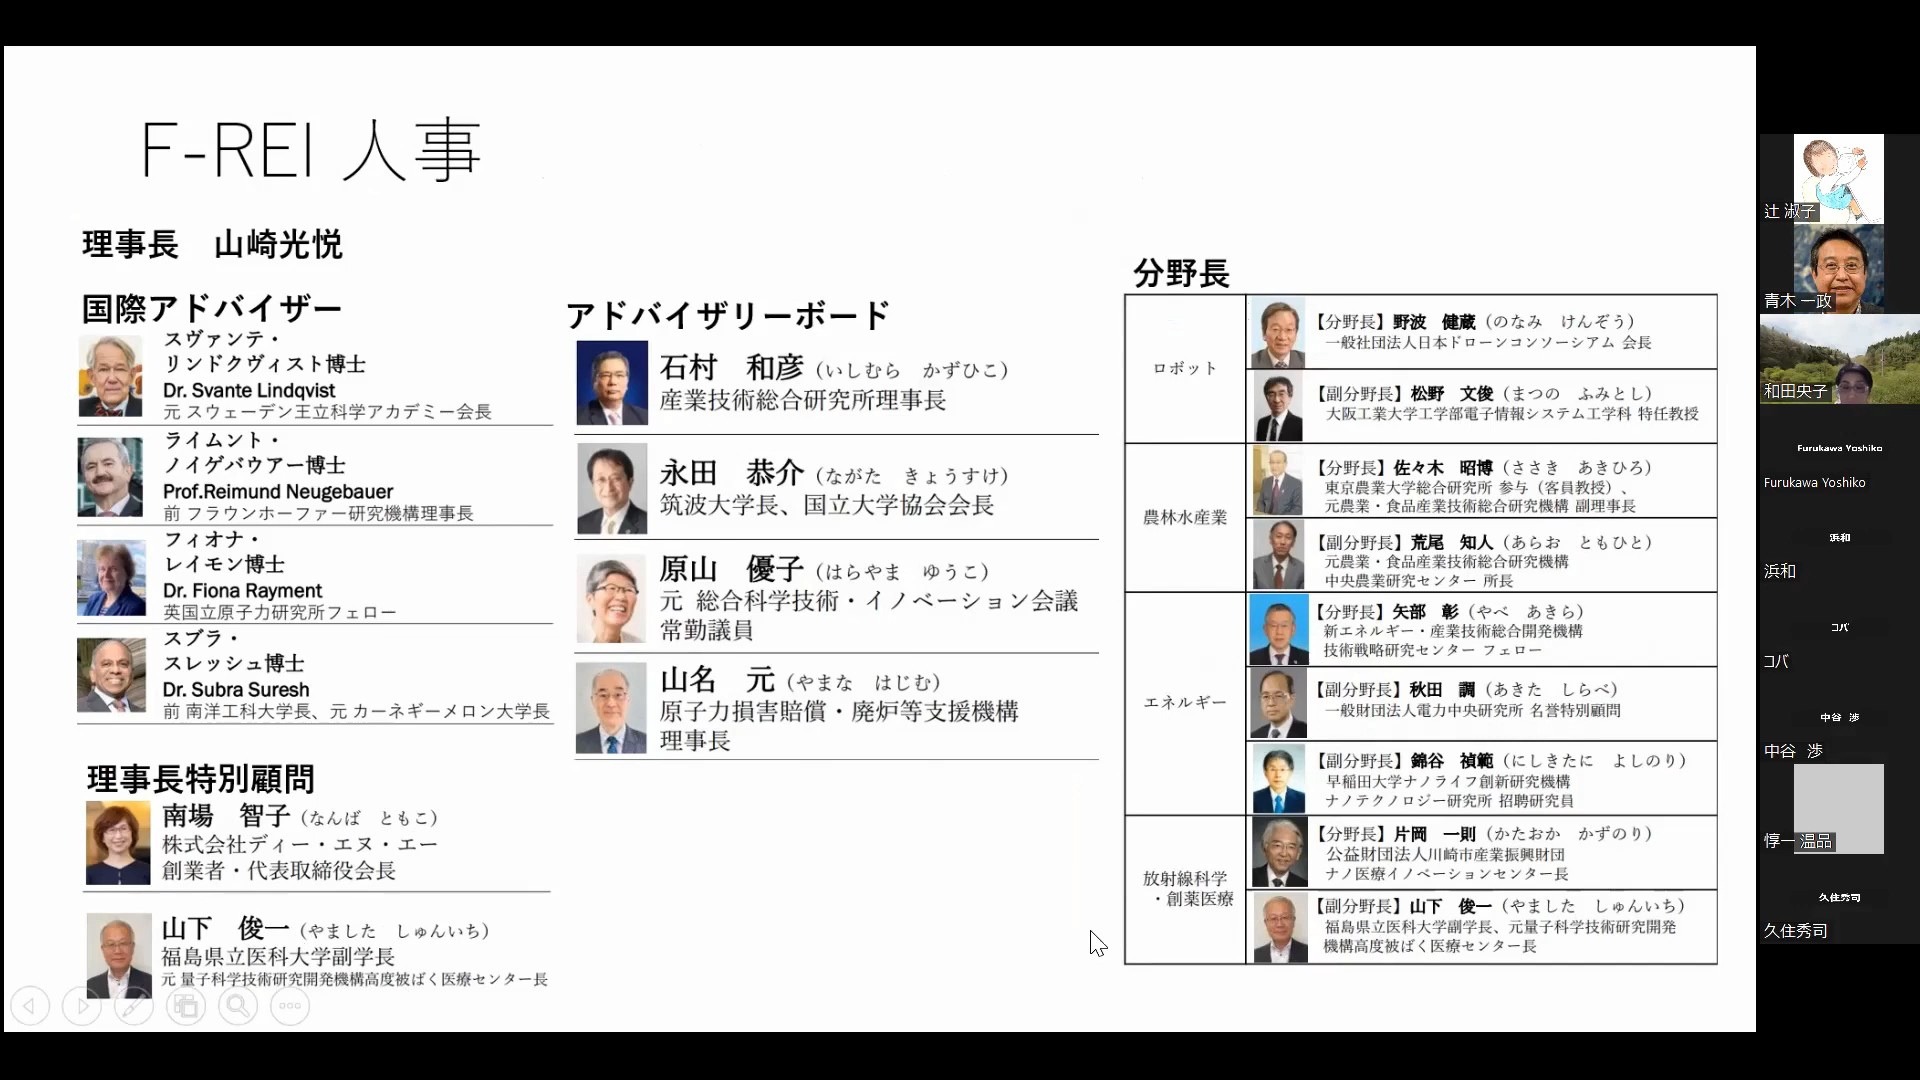 F-REI 人事
理事長　山崎光悦
国際アドバイザー
スヴァンテ・
リンドクヴィスト博士
Dr. Svante Lindqvist
元 スウェーデン王立科学アカデミー会長
ライムント・
ノイゲバウアー博士
Prof.Reimund Neugebauer
前 フラウンホーファー研究機構理事長
フィオナ・
レイモン博士
Dr. Fiona Rayment
英国立原子力研究所フェロー
スブラ・
スレッシュ博士
Dr. Subra Suresh
前 南洋工科大学長、元 カーネギーメロン大学長
理事長特別顧問
南場　智子（なんば　ともこ）
株式会社ディー・エヌ・エー
創業者・代表取締役会長
山下　俊一（やました　しゅんいち）
福島県立医科大学副学長
元 量子科学技術研究開発機構高度被ばく医療センター長
アドバイザリーボード
石村　和彦（いしむら　かずひこ）
産業技術総合研究所理事長
永田　恭介（ながた　きょうすけ）
筑波大学長、国立大学協会会長
原山　優子（はらやま　ゆうこ）
元 総合科学技術・イノベーション会議
常勤議員
山名　元（やまな　はじむ）
原子力損害賠償・廃炉等支援機構
理事長
分野長
ロボット
【分野長】野波　健蔵（のなみ　けんぞう）
一般社団法人日本ドローンコンソーシアム 会長
【副分野長】松野　文俊（まつの　ふみとし）
大阪工業大学工学部電子情報システム工学科 特任教授
農林水産業
【分野長】佐々木　昭博（ささき　あきひろ）
東京農業大学総合研究所 参与（客員教授）、
元農業・食品産業技術総合研究機構 副理事長
【副分野長】荒尾　知人（あらお　ともひと）
元農業・食品産業技術総合研究機構
中央農業研究センター 所長
エネルギー
【分野長】矢部　彰（やべ　あきら）
新エネルギー・産業技術総合開発機構
技術戦略研究センター フェロー
【副分野長】秋田　調（あきた　しらべ）
一般財団法人電力中央研究所 名誉特別顧問
【副分野長】錦谷　禎範（にしきたに　よしのり）
早稲田大学ナノライフ創新研究機構
ナノテクノロジー研究所 招聘研究員
放射線科学
・創薬医療
【分野長】片岡　一則（かたおか　かずのり）
公益財団法人川崎市産業振興財団
ナノ医療イノベーションセンター長
【副分野長】山下　俊一（やました　しゅんいち）
福島県立医科大学副学長、元量子科学技術研究開発
機構高度被ばく医療センター長
辻 淑子
青木 一政
和田央子
Furukawa Yoshiko
Furukawa Yoshiko
浜和
浜和
コバ
コバ
中谷 渉
中谷 渉
惇一 温品
久住秀司
久住秀司